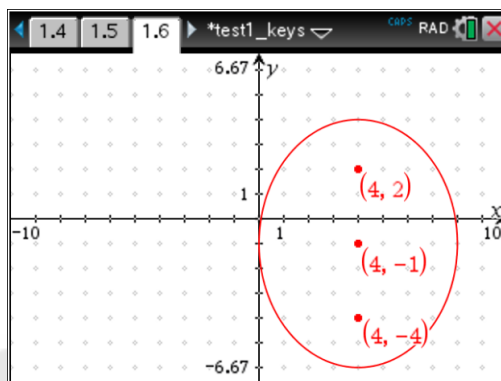 1.4 1.5 1.6 *test1_keys CAPS RAD
6.67 y
(4, 2)
1
x
-10 1 10
(4, -1)
(4, -4)
-6.67